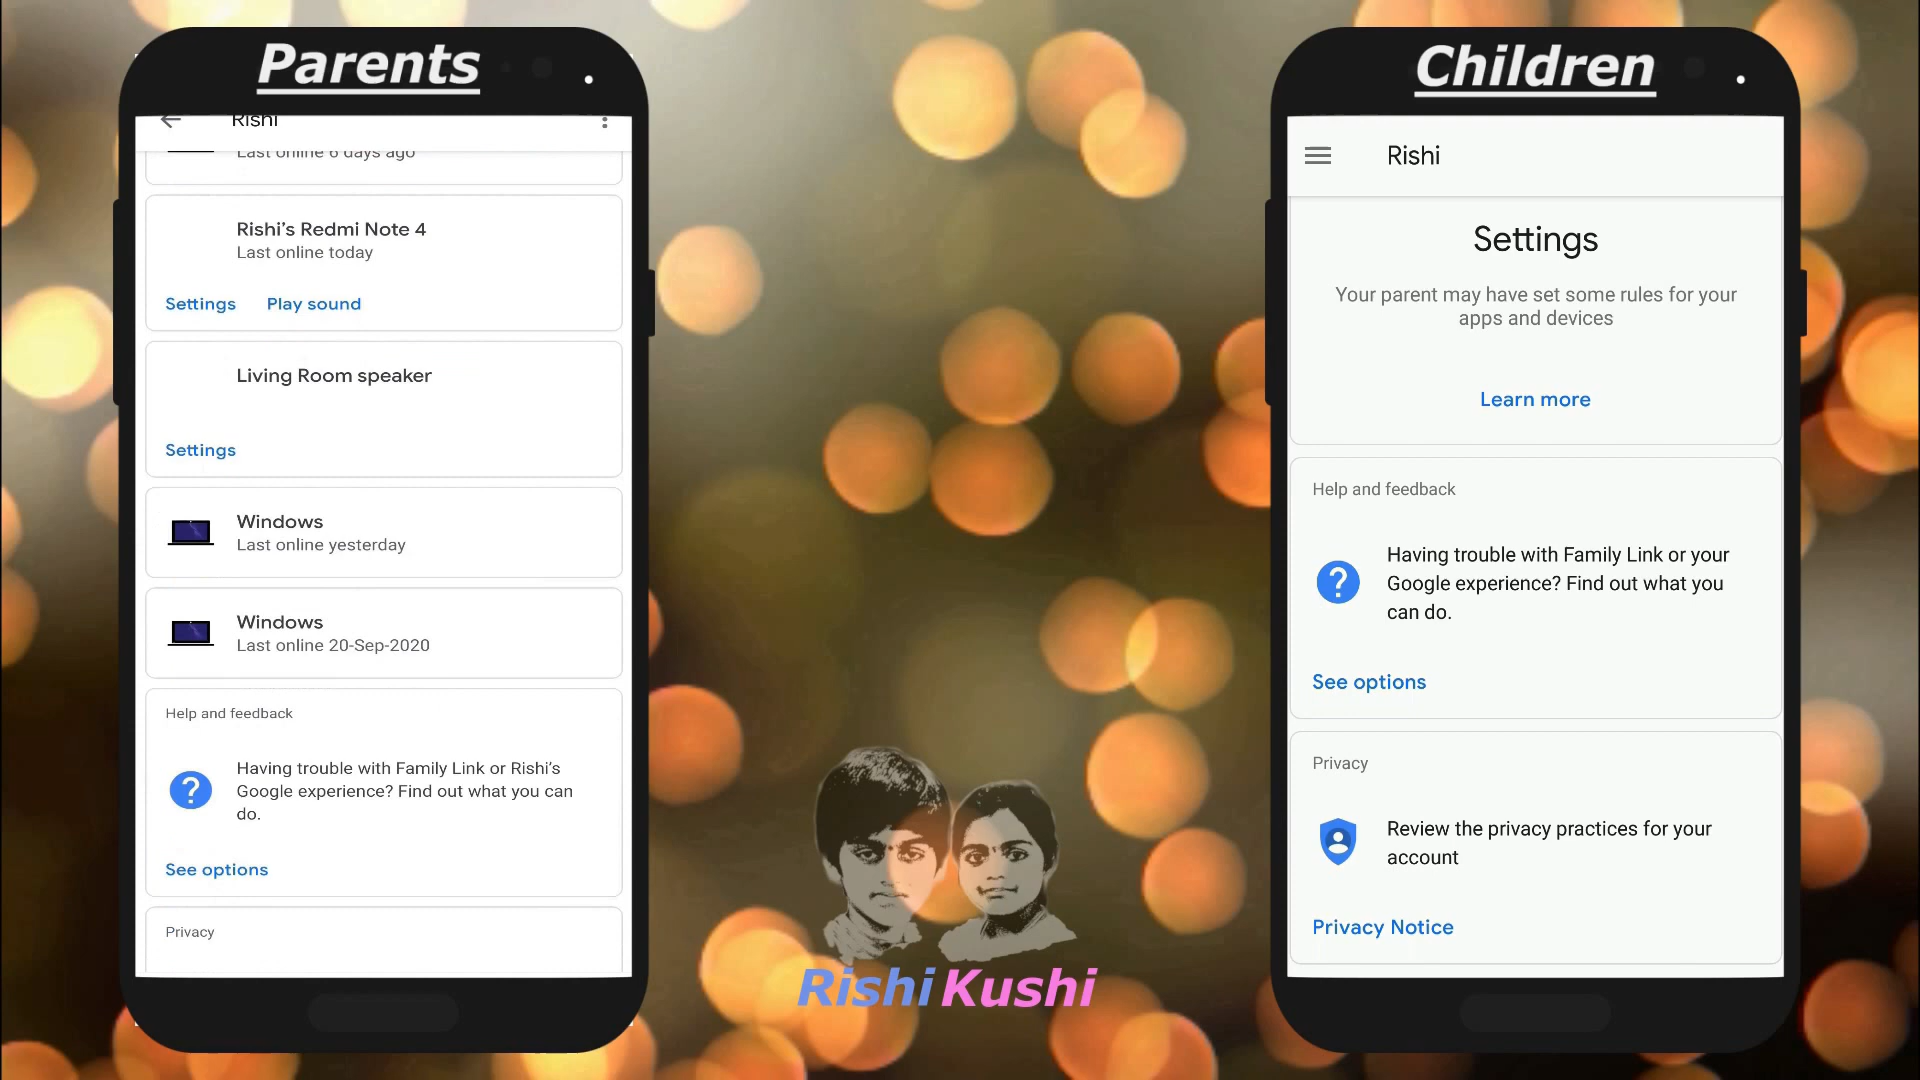 Parents
Rishi
Last online 6 days ago
Rishi's Redmi Note 4
Last online today
Settings Play sound
Living Room speaker
Settings
Windows
Last online yesterday
Windows
Last online 20-Sep-2020
Help and feedback
Having trouble with Family Link or Rishi's
Google experience? Find out what you can
do.
See options
Privacy
Children
Rishi
Settings
Your parent may have set some rules for your
apps and devices
Learn more
Help and feedback
Having trouble with Family Link or your
Google experience? Find out what you
can do.
See options
Privacy
Review the privacy practices for your
account
Privacy Notice
Rishi Kushi